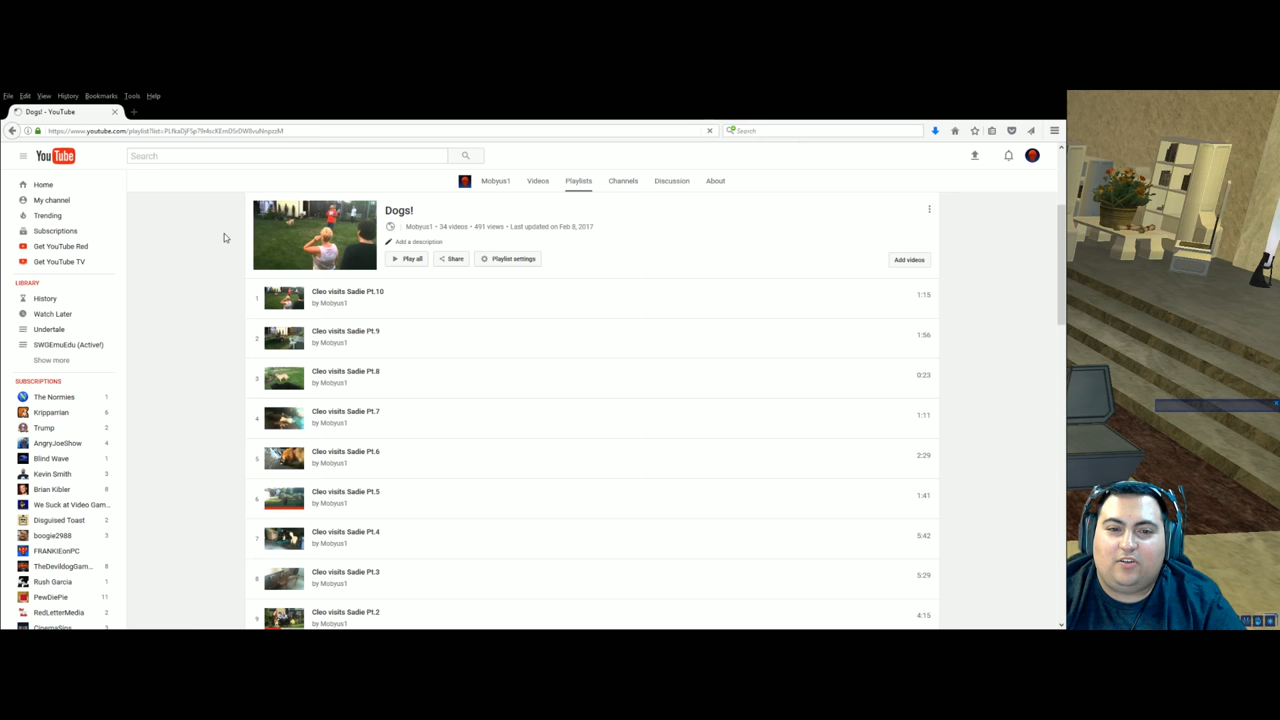 File Edit View History Bookmarks Tools Help
Dogs! - YouTube
Search
YouTube
Search
Mobyus1 Videos Playlists Channels Discussion About
Home
My channel
Trending
Subscriptions
Get YouTube Red
Get YouTube TV
LIBRARY
History
Watch Later
Undertale
SWGEmuEdu (Active!)
Show more
SUBSCRIPTIONS
The Normies 1
Kripparrian 6
Trump 2
AngryJoeShow 4
Blind Wave 1
Kevin Smith 3
Brian Kibler 8
We Suck at Video Gam...
Disguised Toast 2
boogie2988 3
FRANKIEonPC
TheDevildogGam... 8
Rush Garcia 1
PewDiePie 11
RedLetterMedia 2
CinemaSins 3
Dogs!
Mobyus1 • 34 videos • 491 views • Last updated on Feb 8, 2017
Add a description
Play all Share Playlist settings
Add videos
1 Cleo visits Sadie Pt.10 1:15
by Mobyus1
2 Cleo visits Sadie Pt.9 1:56
by Mobyus1
3 Cleo visits Sadie Pt.8 0:23
by Mobyus1
4 Cleo visits Sadie Pt.7 1:11
by Mobyus1
5 Cleo visits Sadie Pt.6 2:29
by Mobyus1
6 Cleo visits Sadie Pt.5 1:41
by Mobyus1
7 Cleo visits Sadie Pt.4 5:42
by Mobyus1
8 Cleo visits Sadie Pt.3 5:29
by Mobyus1
9 Cleo visits Sadie Pt.2 4:15
by Mobyus1